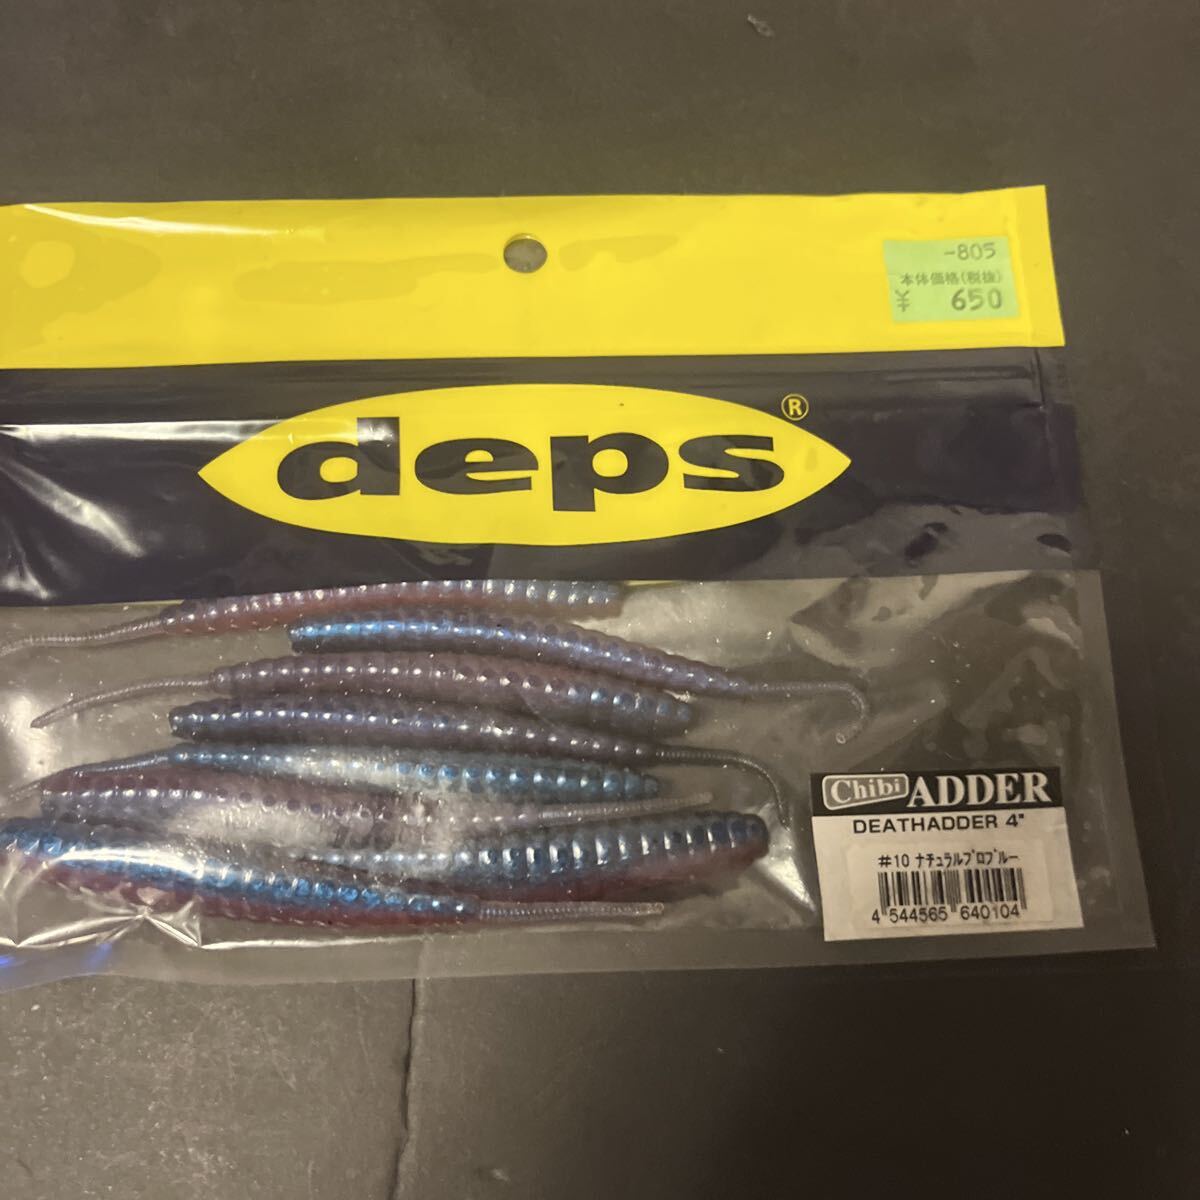 -805
本体価格(税抜)
¥ 650
deps®
Chibi ADDER
DEATHADDER 4"
#10 ナチュラルプロブルー
4 544565 640104